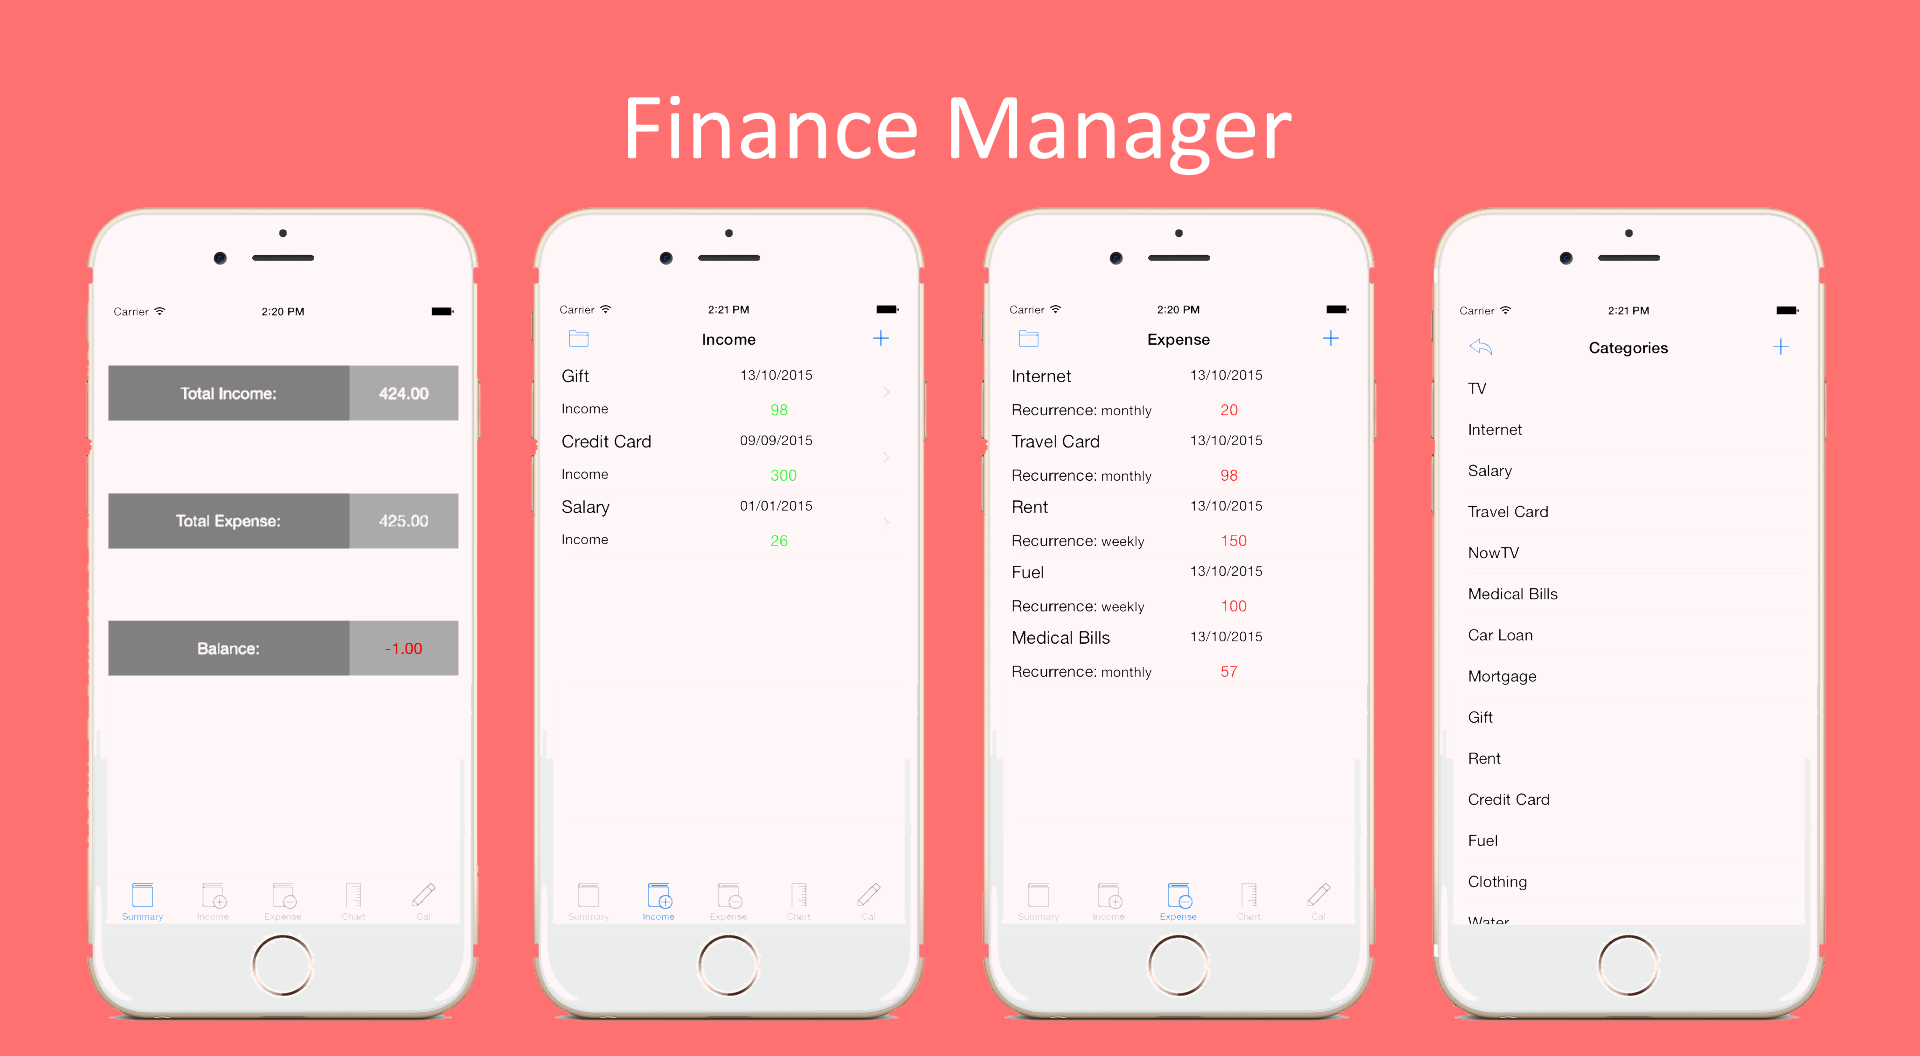 Finance Manager
Carrier 2:20 PM
Total Income: 424.00
Total Expense: 425.00
Balance: -1.00
Summary Income Expense Chart Cal
Carrier 2:21 PM
Income
Gift 13/10/2015
Income 98
Credit Card 09/09/2015
Income 300
Salary 01/01/2015
Income 26
Summary Income Expense Chart Cal
Carrier 2:20 PM
Expense
Internet 13/10/2015
Recurrence: monthly 20
Travel Card 13/10/2015
Recurrence: monthly 98
Rent 13/10/2015
Recurrence: weekly 150
Fuel 13/10/2015
Recurrence: weekly 100
Medical Bills 13/10/2015
Recurrence: monthly 57
Summary Income Expense Chart Cal
Carrier 2:21 PM
Categories
TV
Internet
Salary
Travel Card
NowTV
Medical Bills
Car Loan
Mortgage
Gift
Rent
Credit Card
Fuel
Clothing
Water